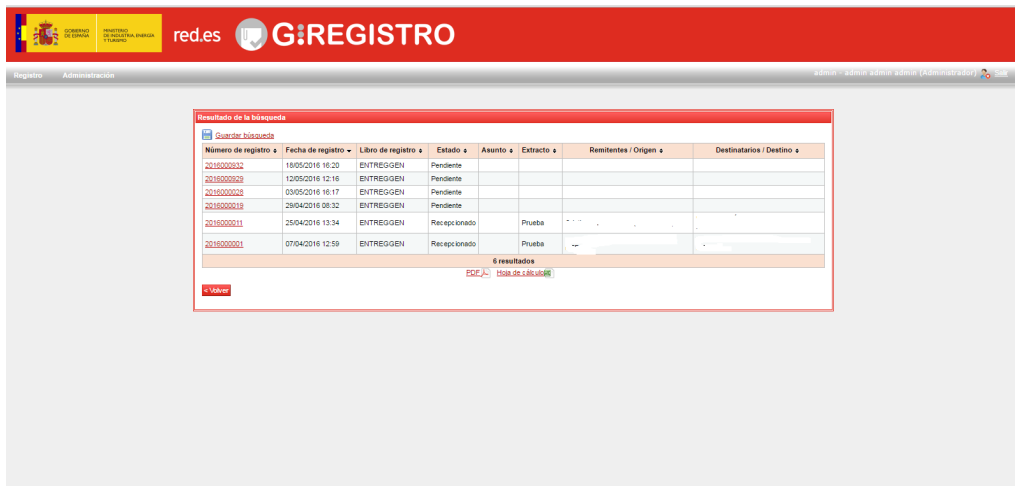 GOBIERNO DE ESPAÑA
MINISTERIO DE INDUSTRIA, ENERGÍA Y TURISMO
red.es
G:REGISTRO
Registro Administración admin - admin admin admin [Administrador] Salir
Resultado de la búsqueda
Guardar búsqueda
Número de registro Fecha de registro Libro de registro Estado Asunto Extracto Remitentes / Origen Destinatarios / Destino
2016000932 18/05/2016 16:20 ENTREGGEN Pendiente
2016000929 12/05/2016 12:16 ENTREGGEN Pendiente
2016000028 03/05/2016 16:17 ENTREGGEN Pendiente
2016000019 29/04/2016 08:32 ENTREGGEN Pendiente
2016000011 25/04/2016 13:34 ENTREGGEN Recepcionado Prueba
2016000001 07/04/2016 12:59 ENTREGGEN Recepcionado Prueba
6 resultados
PDF Hoja de cálculo
« Volver